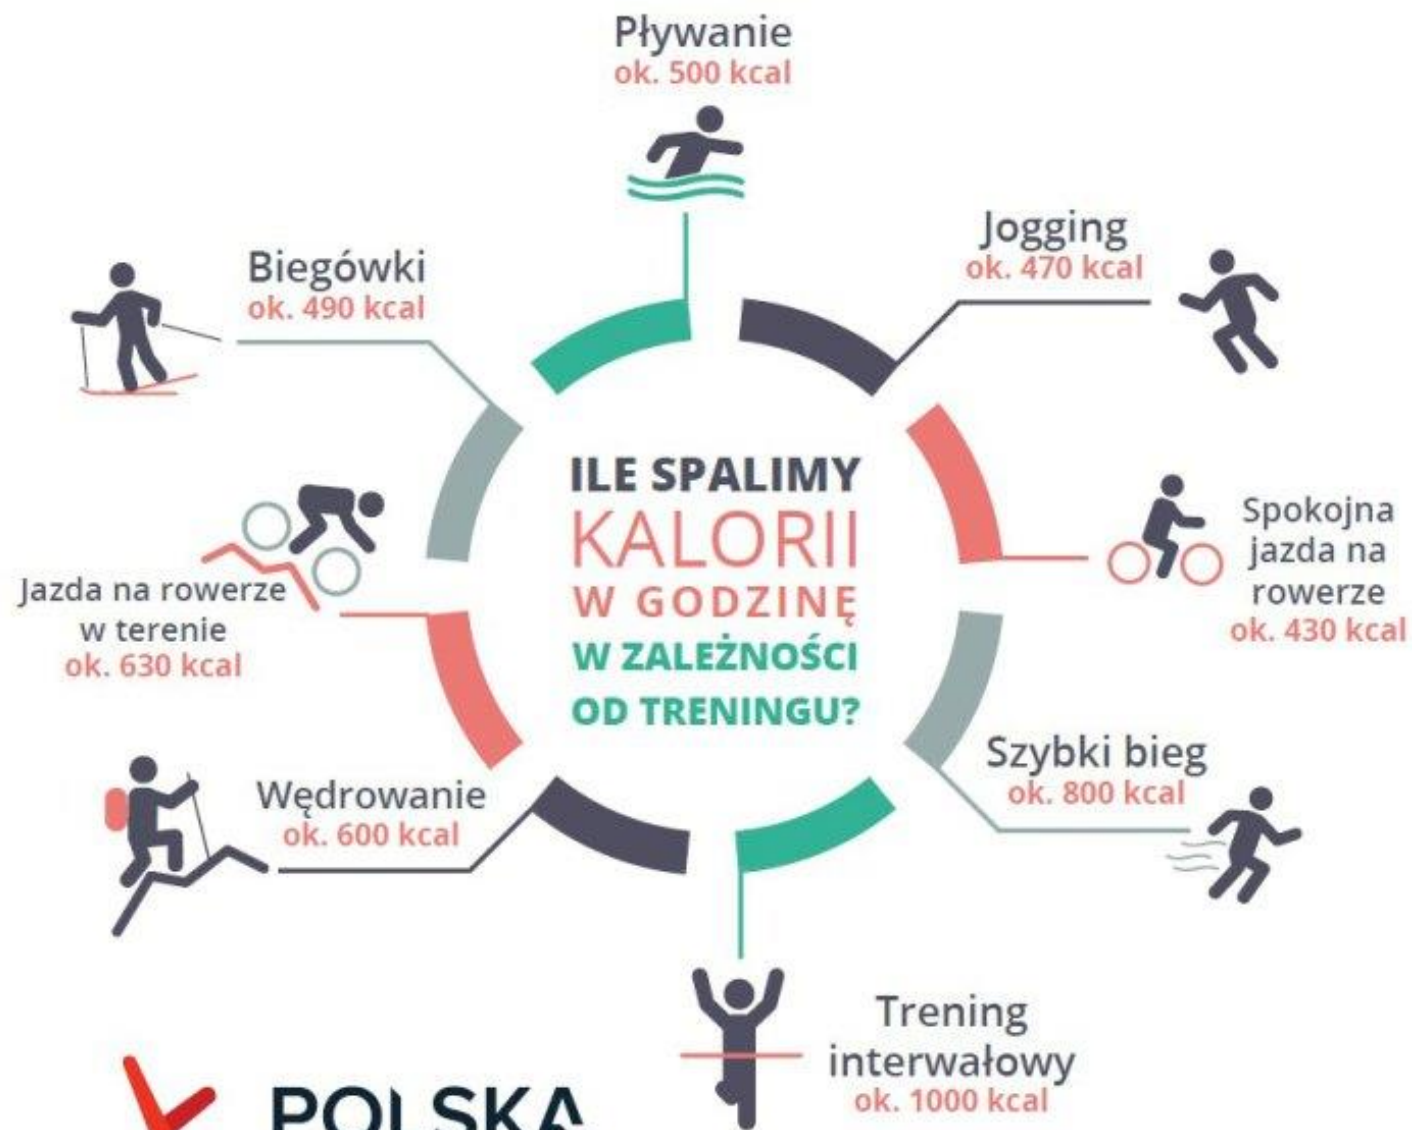 Pływanie
ok. 500 kcal
Jogging
ok. 470 kcal
Biegówki
ok. 490 kcal
ILE SPALIMY
KALORII
W GODZINĘ
W ZALEŻNOŚCI
OD TRENINGU?
Spokojna
jazda na
rowerze
ok. 430 kcal
Jazda na rowerze
w terenie
ok. 630 kcal
Szybki bieg
ok. 800 kcal
Wędrowanie
ok. 600 kcal
Trening
interwałowy
ok. 1000 kcal
POLSKA